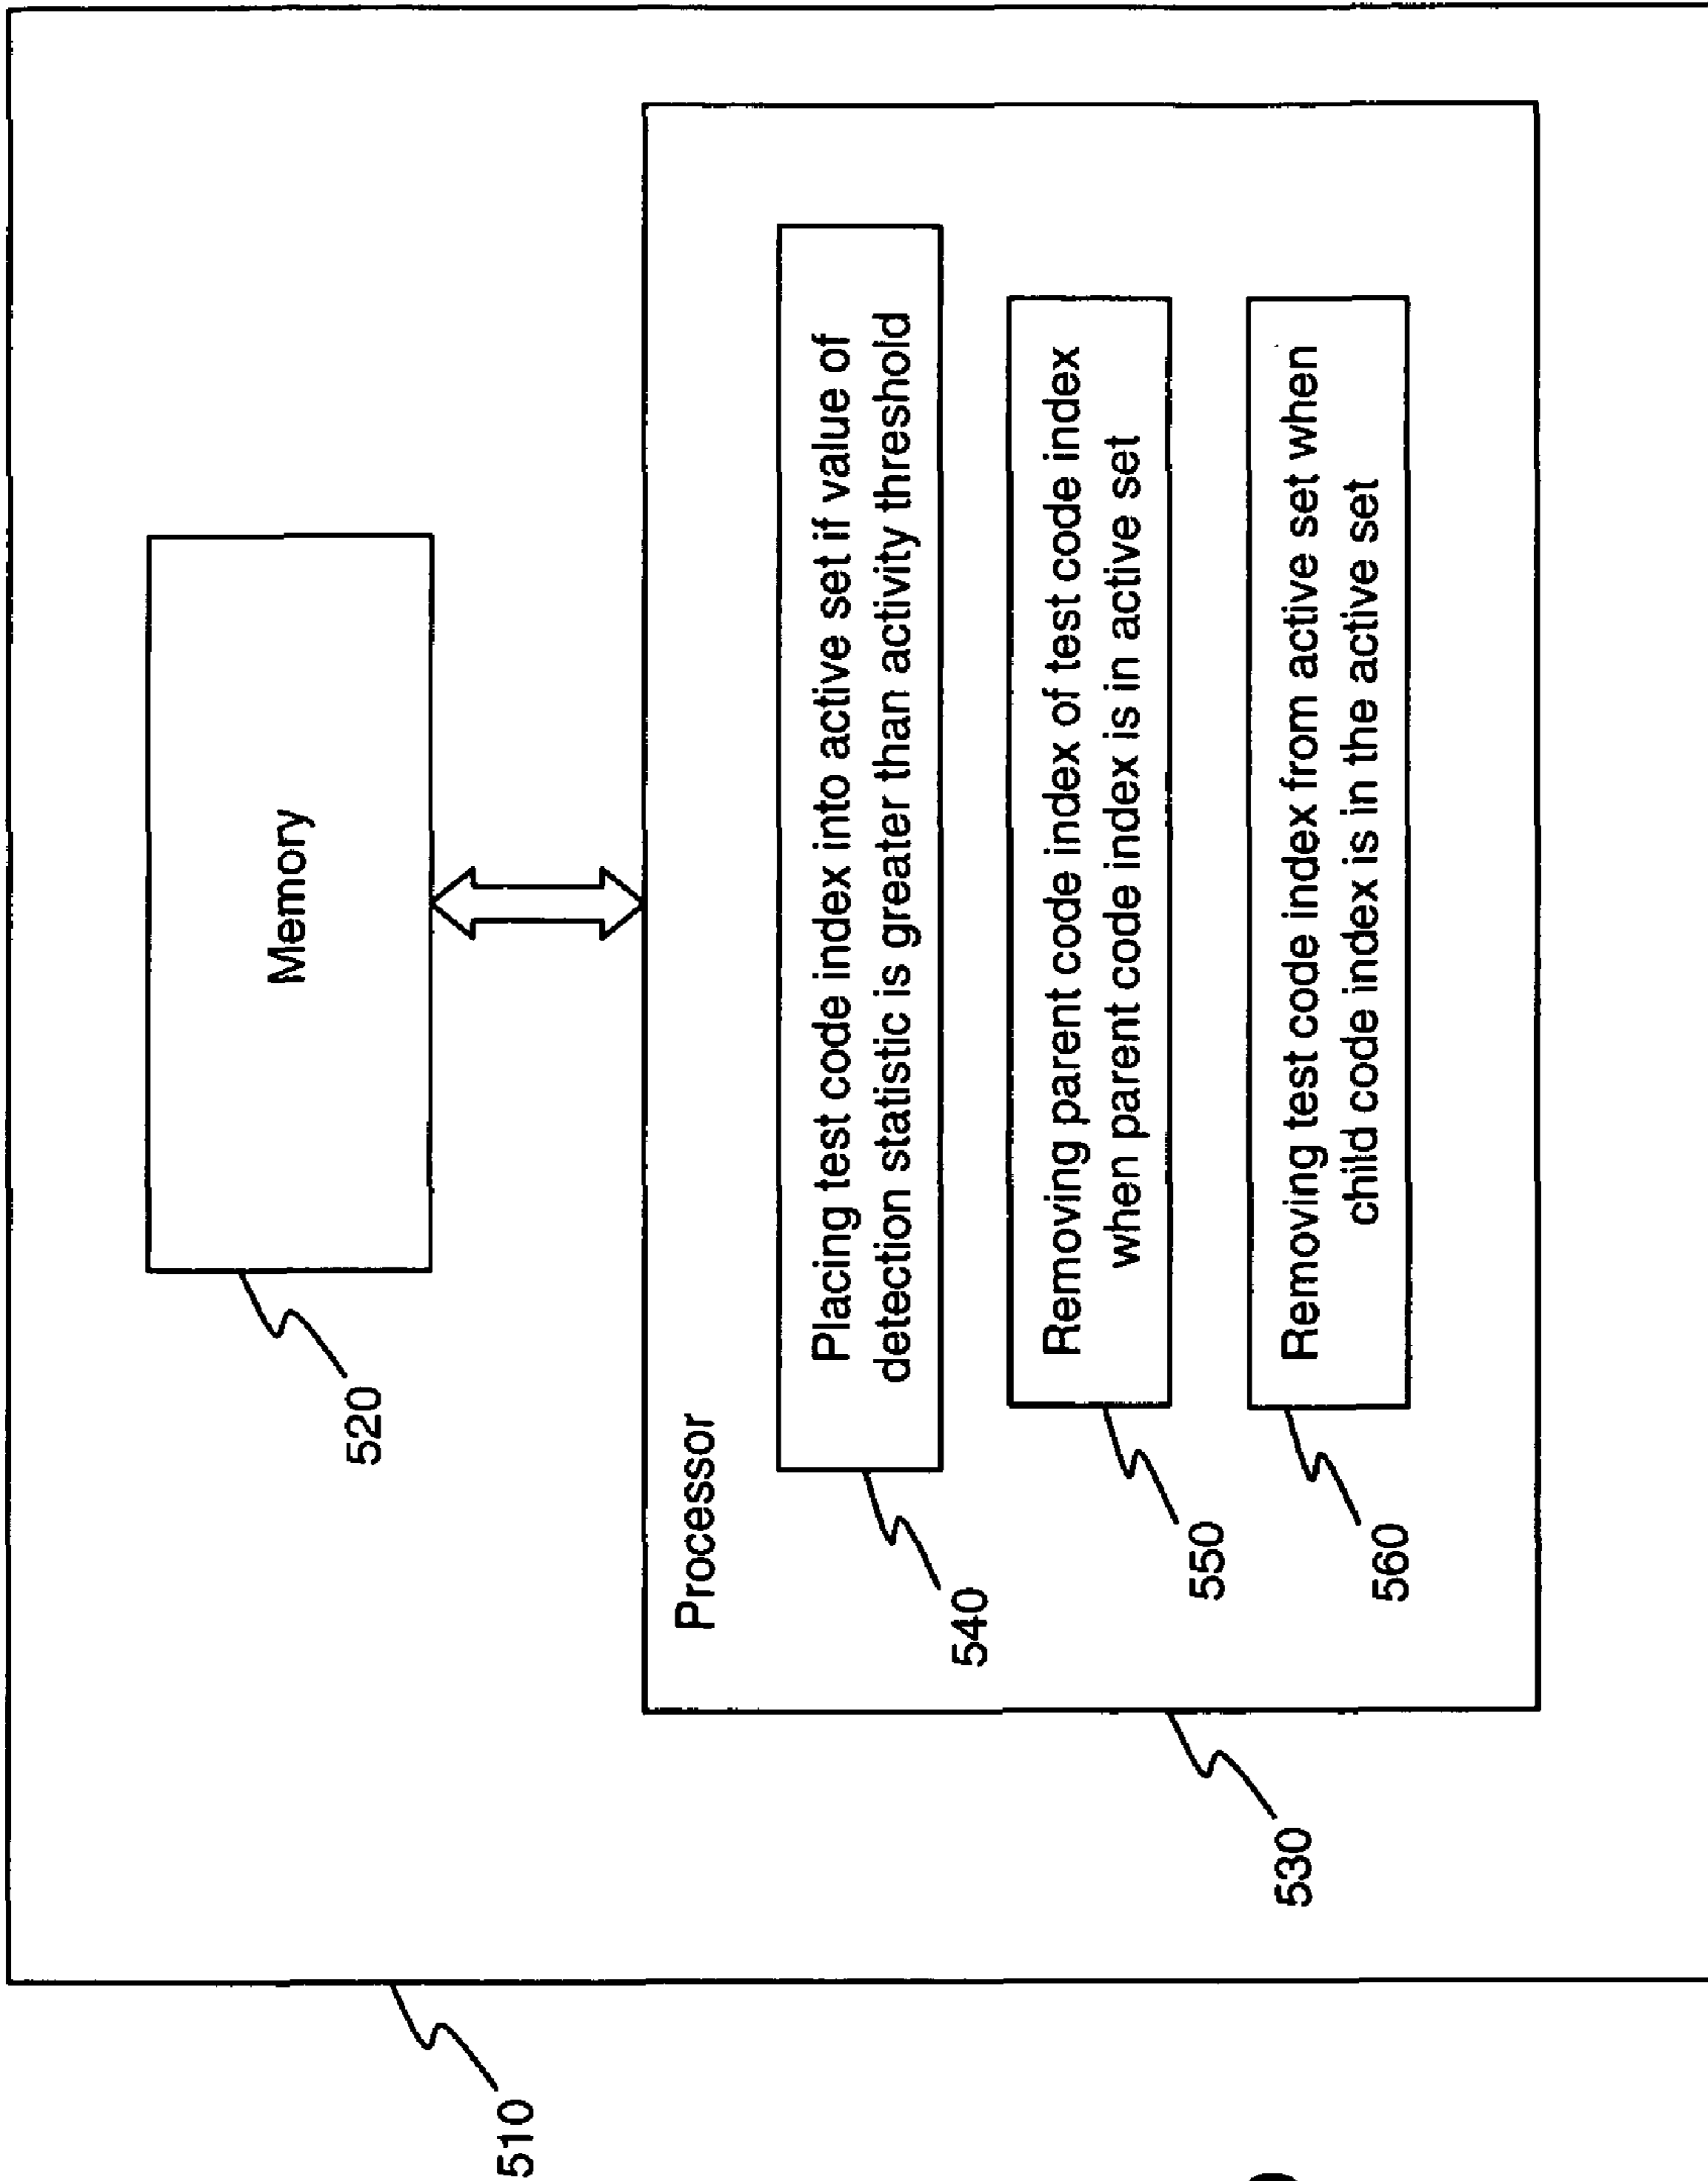 Memory
520
Processor
Placing test code index into active set if value of
detection statistic is greater than activity threshold
540
Removing parent code index of test code index
when parent code index is in active set
550
Removing test code index from active set when
child code index is in the active set
560
530
510